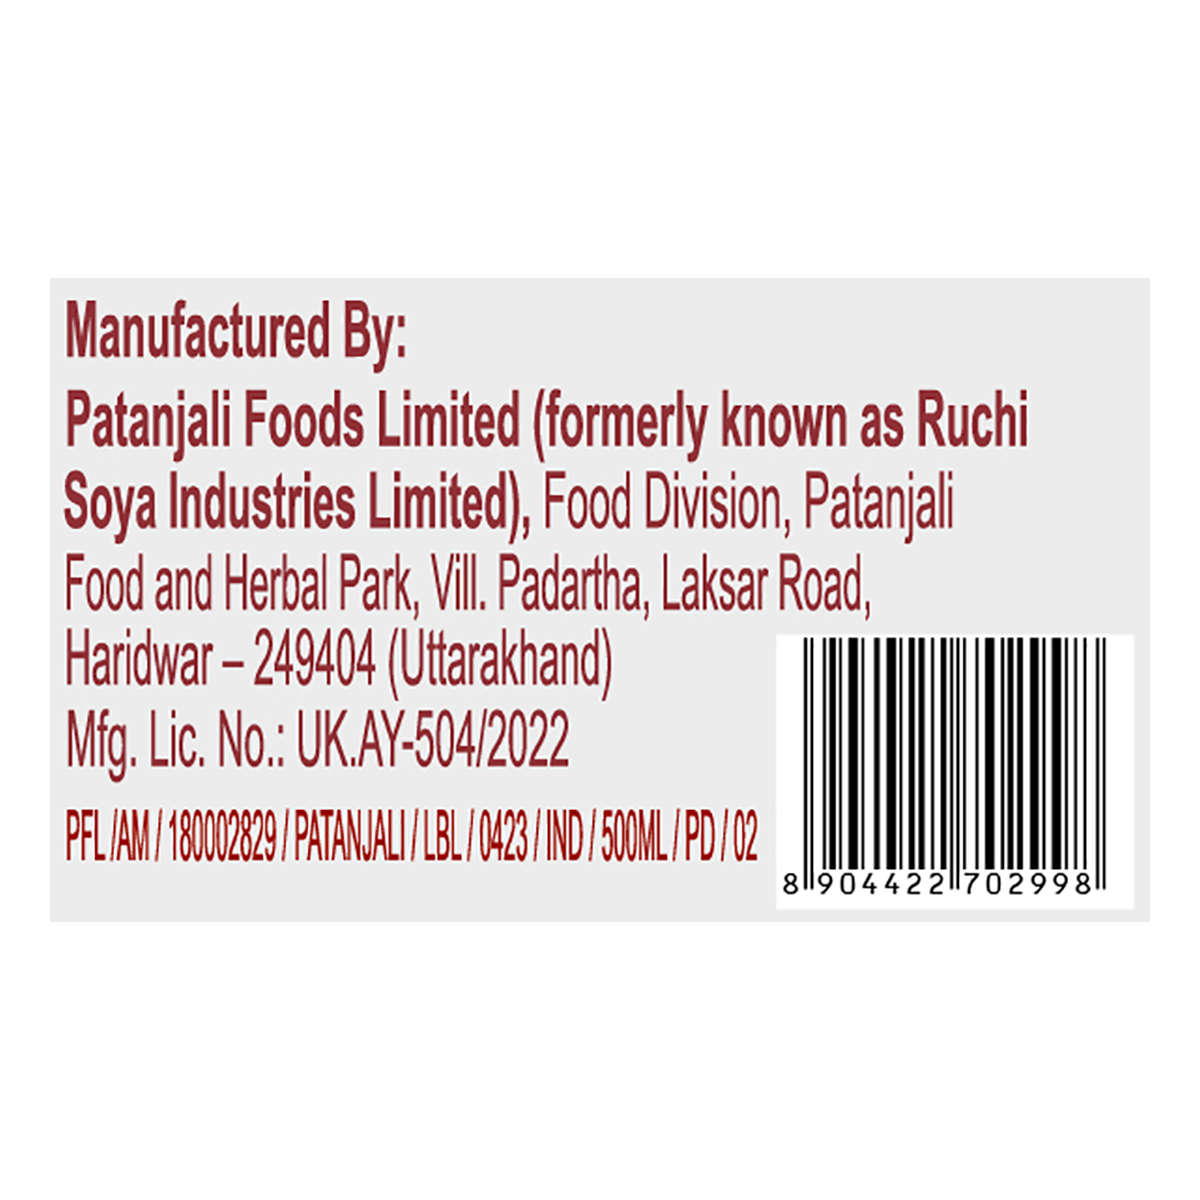 Manufactured By:
Patanjali Foods Limited (formerly known as Ruchi
Soya Industries Limited), Food Division, Patanjali
Food and Herbal Park, Vill. Padartha, Laksar Road,
Haridwar – 249404 (Uttarakhand)
Mfg. Lic. No.: UK.AY-504/2022
PFL /AM / 180002829 / PATANJALI / LBL / 0423 / IND / 500ML / PD / 02
8 904422 702998